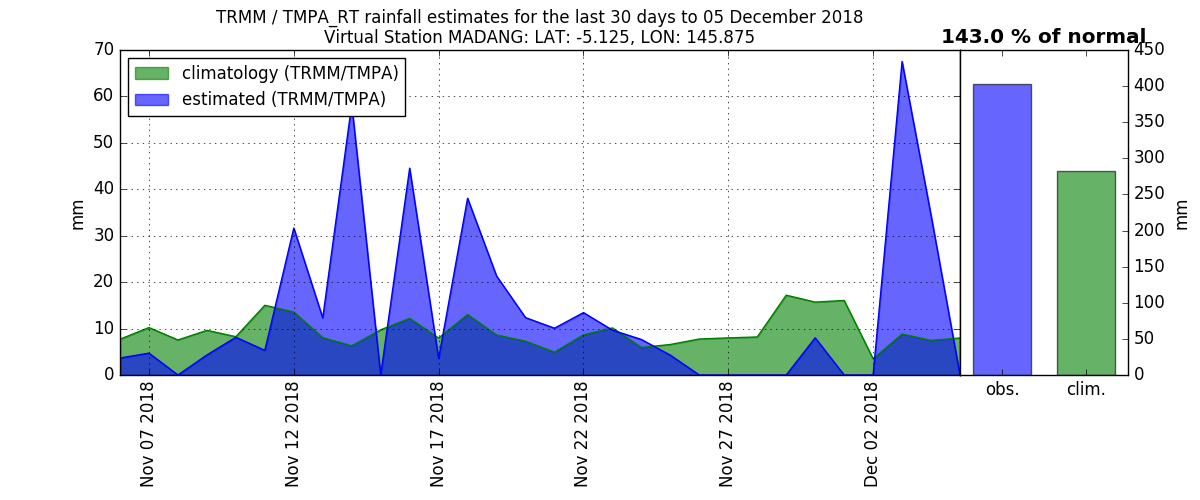 TRMM / TMPA_RT rainfall estimates for the last 30 days to 05 December 2018
Virtual Station MADANG: LAT: -5.125, LON: 145.875
143.0 % of normal
climatology (TRMM/TMPA)
estimated (TRMM/TMPA)
70
60
50
40
30
20
10
0
mm
Nov 07 2018
Nov 12 2018
Nov 17 2018
Nov 22 2018
Nov 27 2018
Dec 02 2018
obs.
clim.
450
400
350
300
250
200
150
100
50
0
mm